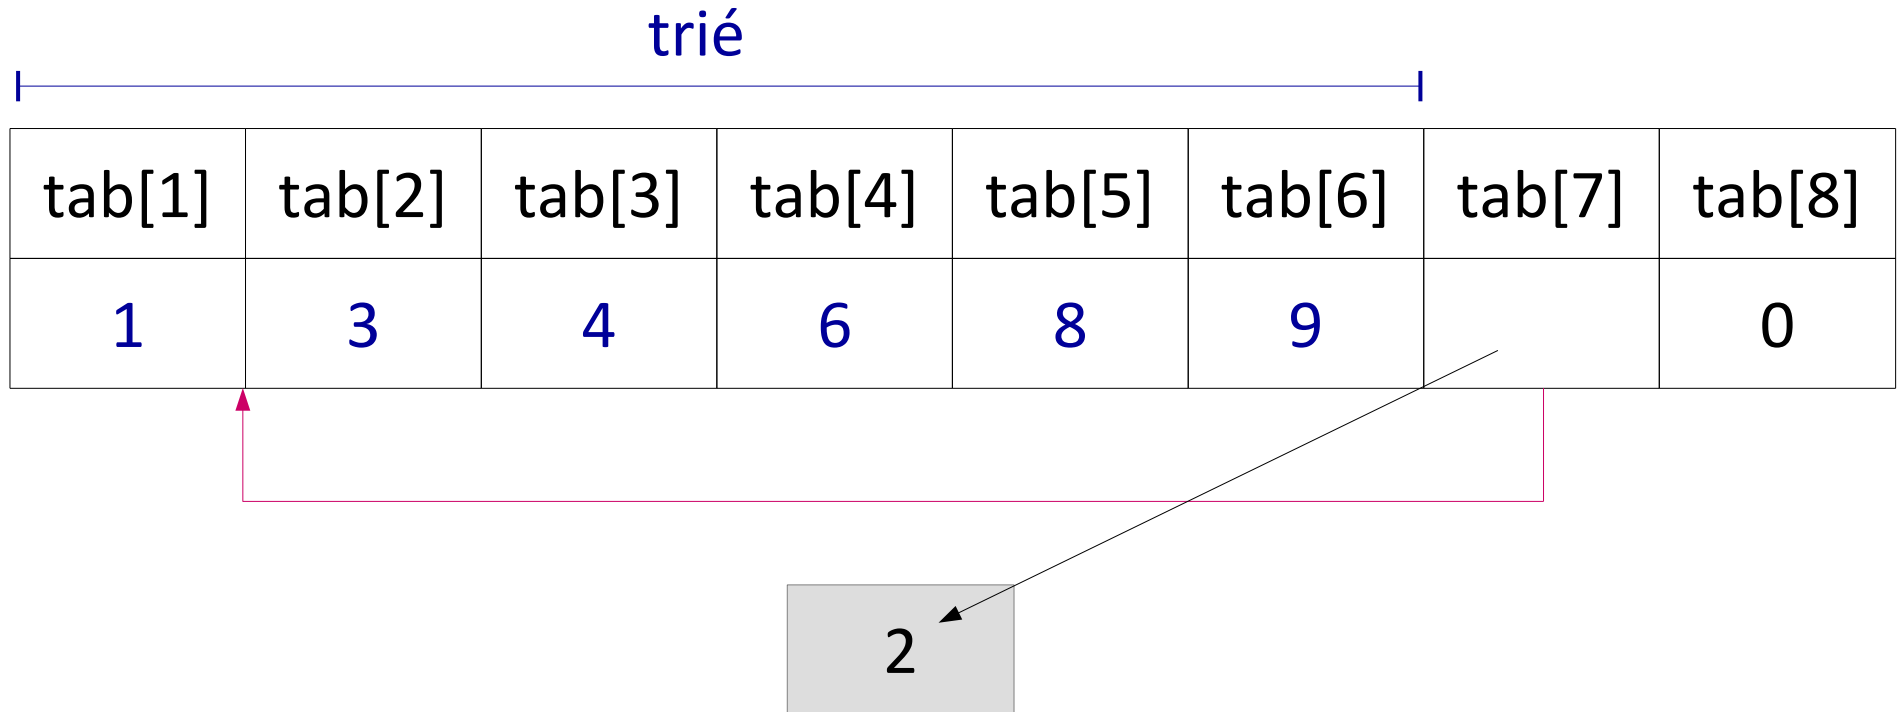 trié
tab[1] tab[2] tab[3] tab[4] tab[5] tab[6] tab[7] tab[8]
1 3 4 6 8 9 0
2